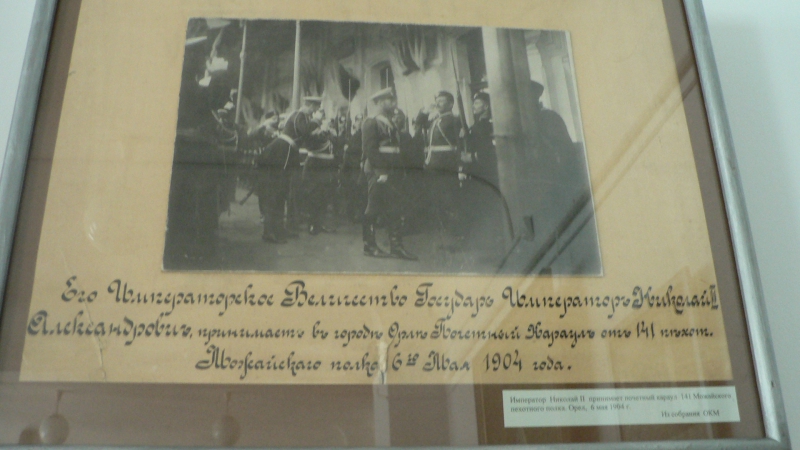 Его Императорское Величество Государь Императоръ Николай II
Александровичъ, принимаетъ въ городѣ Орлѣ Почетный Караулъ отъ 141 пѣхот.
Можайскаго полка 6го Мая 1904 года.
Император Николай II принимает почетный караул 141 Можайского
пехотного полка. Орел, 6 мая 1904 г.
Из собрания ОКМ